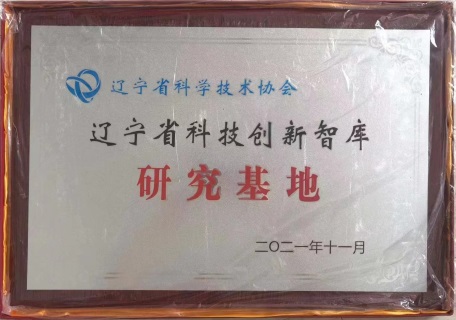 辽宁省科学技术协会
辽宁省科技创新智库
研究基地
二〇二一年十一月